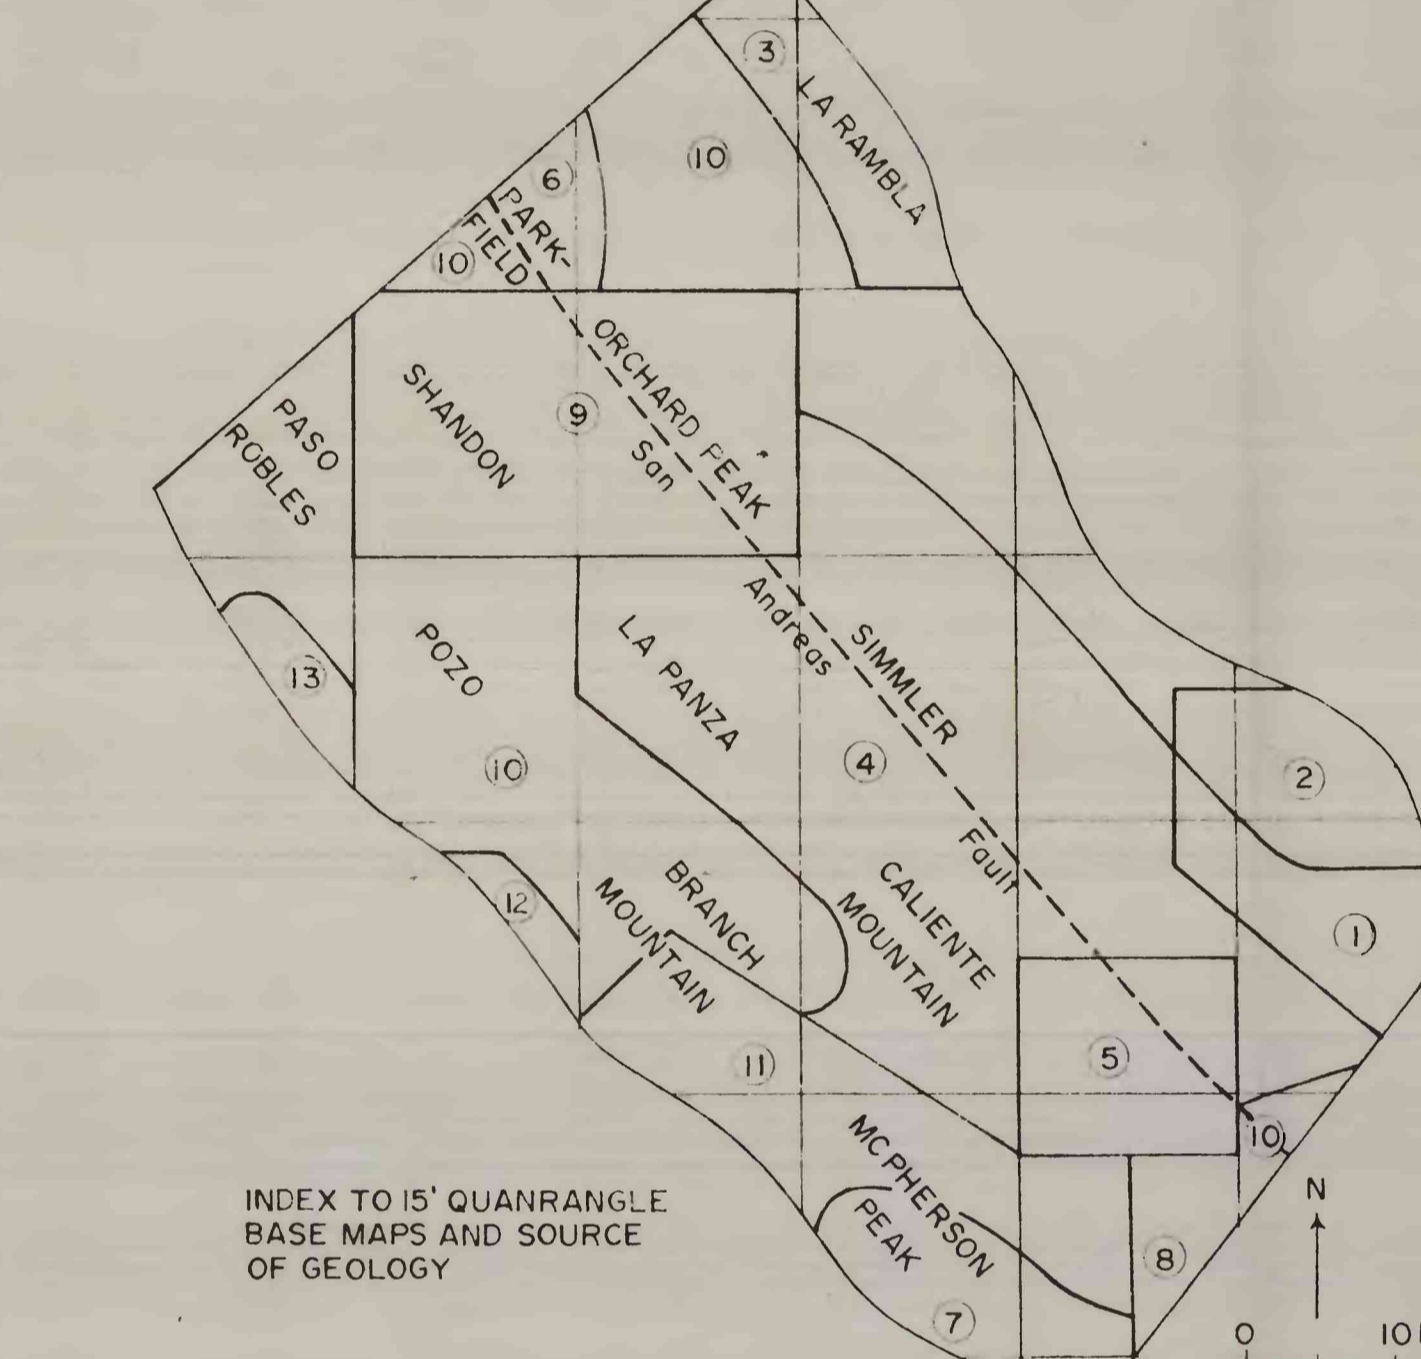 3
LA RAMBLA
10
6
PARK-
FIELD
10
ORCHARD PEAK
SHANDON
9
PASO
ROBLES
San
Andreas
Fault
13
POZO
LA PANZA
SIMMLER
10
4
2
12
BRANCH
MOUNTAIN
CALIENTE
MOUNTAIN
1
11
5
10
MCPHERSON
PEAK
INDEX TO 15' QUANRANGLE
BASE MAPS AND SOURCE
OF GEOLOGY
N
8
7
0 10